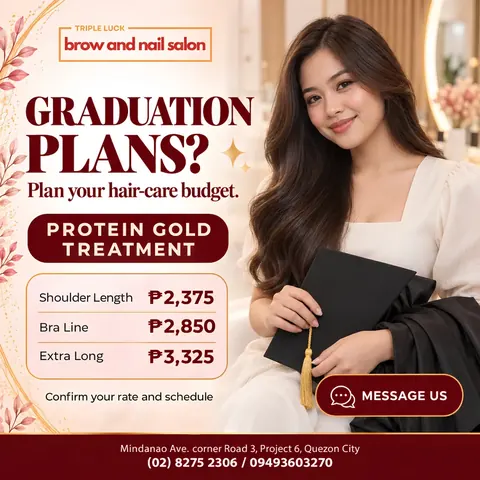 TRIPLE LUCK
brow and nail salon
GRADUATION
PLANS?
Plan your hair-care budget.
PROTEIN GOLD
TREATMENT
Shoulder Length ₱2,375
Bra Line ₱2,850
Extra Long ₱3,325
Confirm your rate and schedule
MESSAGE US
Mindanao Ave. corner Road 3, Project 6, Quezon City
(02) 8275 2306 / 09493603270